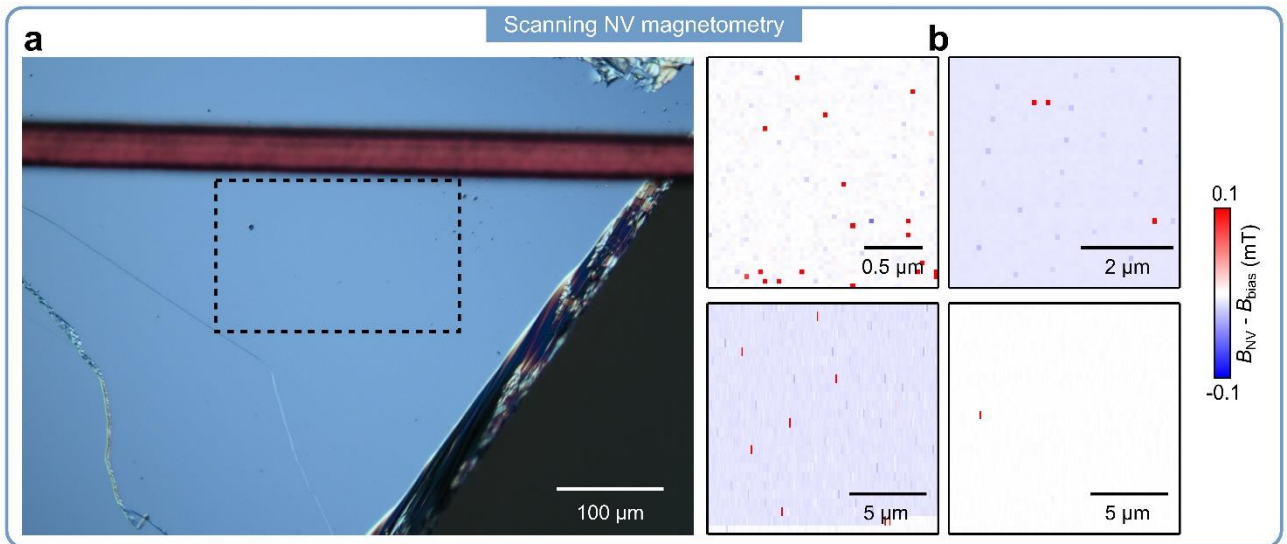 Scanning NV magnetometry
a
b
100 µm
0.5 µm
2 µm
5 µm
5 µm
0.1
B_NV - B_bias (mT)
-0.1